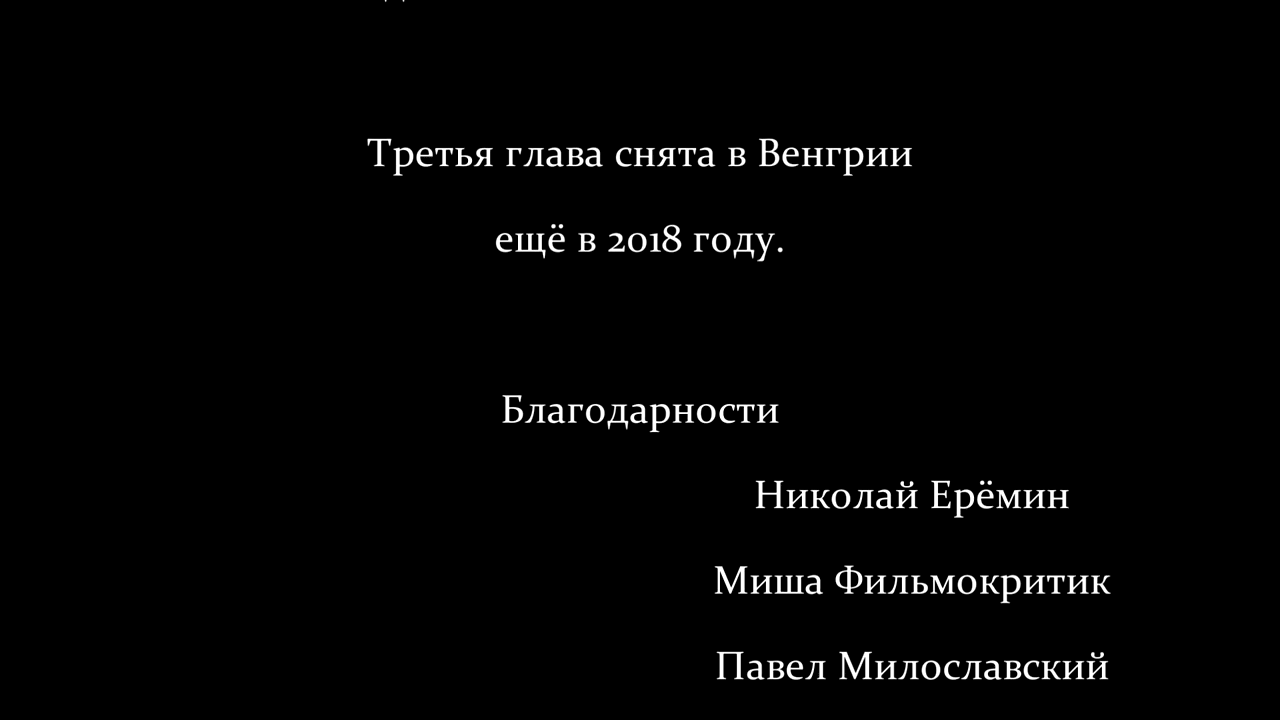 Третья глава снята в Венгрии
ещё в 2018 году.
Благодарности
Николай Ерёмин
Миша Фильмокритик
Павел Милославский